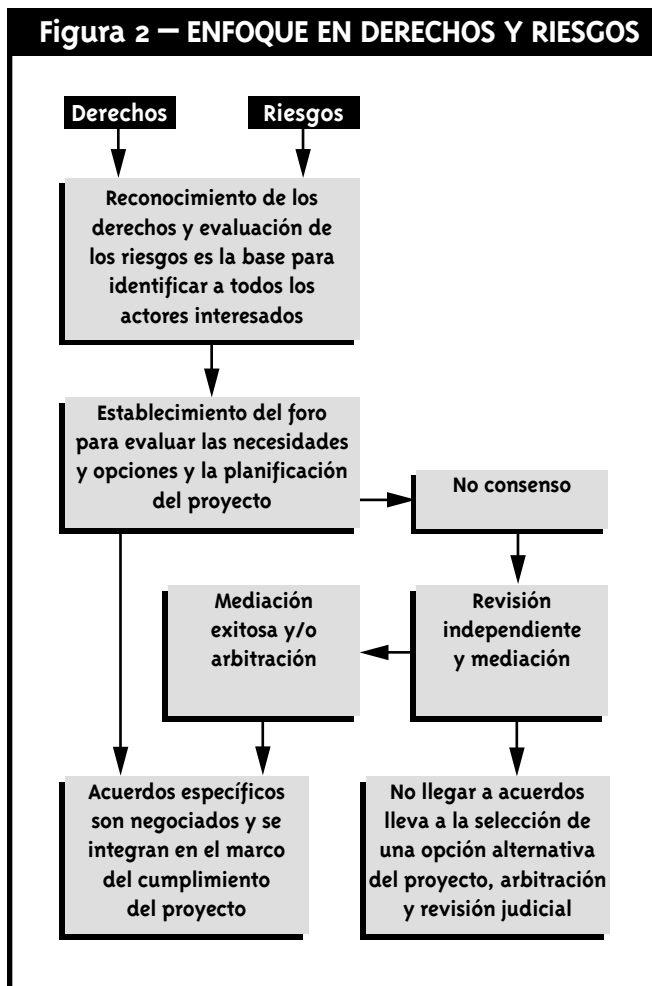 Figura 2 — ENFOQUE EN DERECHOS Y RIESGOS
Derechos
Riesgos
Reconocimiento de los
derechos y evaluación de
los riesgos es la base para
identificar a todos los
actores interesados
Establecimiento del foro
para evaluar las necesidades
y opciones y la planificación
del proyecto
No consenso
Mediación
exitosa y/o
arbitración
Revisión
independiente
y mediación
Acuerdos específicos
son negociados y se
integran en el marco
del cumplimiento
del proyecto
No llegar a acuerdos
lleva a la selección de
una opción alternativa
del proyecto, arbitración
y revisión judicial